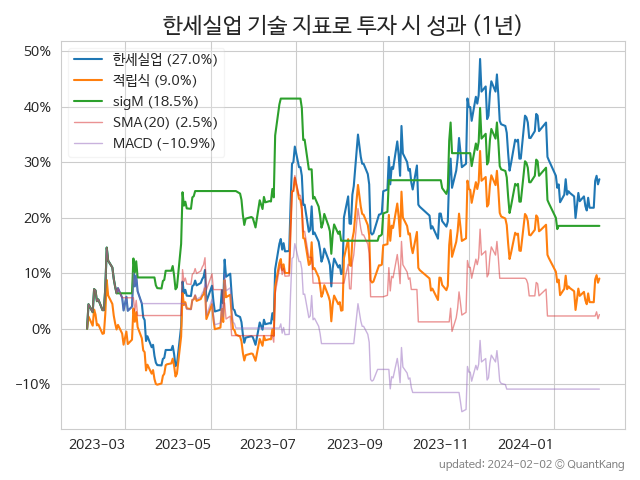 한세실업 기술 지표로 투자 시 성과 (1년)
한세실업 (27.0%)
적립식 (9.0%)
sigM (18.5%)
SMA(20) (2.5%)
MACD (−10.9%)
50%
40%
30%
20%
10%
0%
−10%
2023-03 2023-05 2023-07 2023-09 2023-11 2024-01
updated: 2024-02-02 © QuantKang